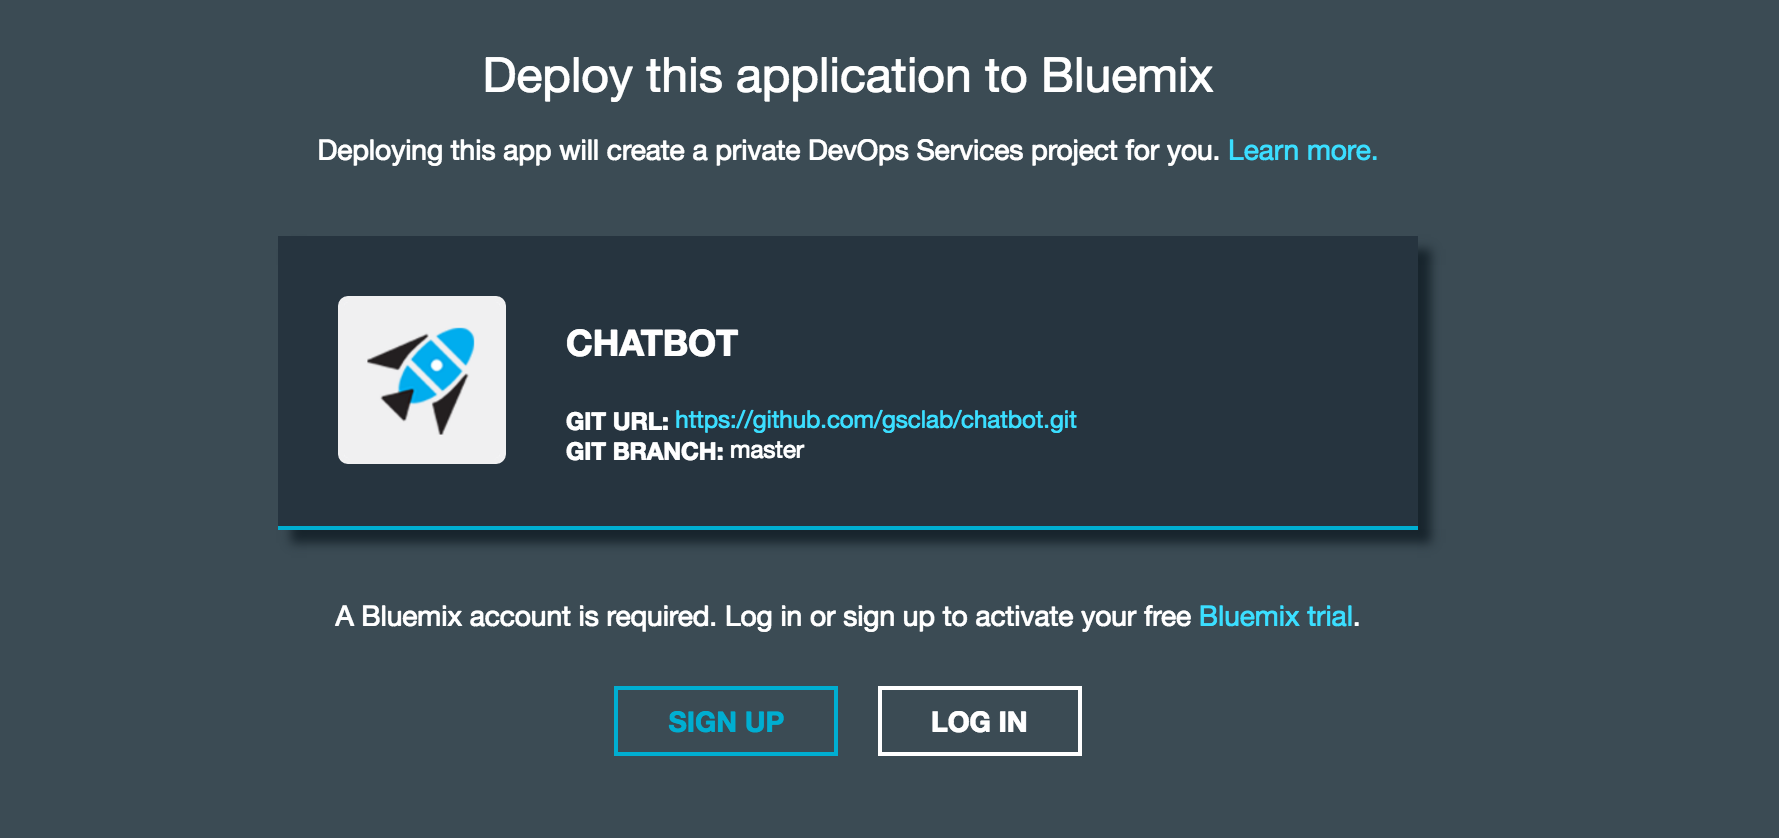 Deploy this application to Bluemix
Deploying this app will create a private DevOps Services project for you. Learn more.
CHATBOT
GIT URL: https://github.com/gsclab/chatbot.git
GIT BRANCH: master
A Bluemix account is required. Log in or sign up to activate your free Bluemix trial.
SIGN UP
LOG IN